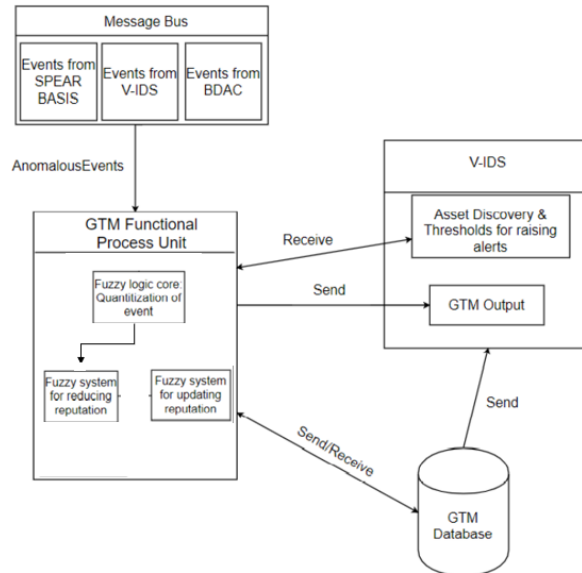 Message Bus
Events from
SPEAR
BASIS
Events from
V-IDS
Events from
BDAC
AnomalousEvents
GTM Functional
Process Unit
Fuzzy logic core:
Quantitization of
event
Fuzzy system
for reducing
reputation
Fuzzy system
for updating
reputation
Receive
Send
V-IDS
Asset Discovery &
Thresholds for raising
alerts
GTM Output
Send
Send/Receive
GTM
Database